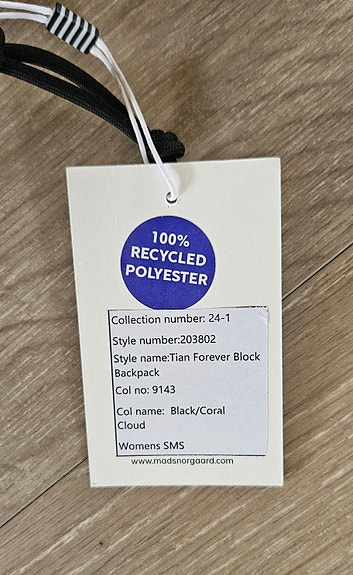 100%
RECYCLED
POLYESTER
Collection number: 24-1
Style number:203802
Style name:Tian Forever Block
Backpack
Col no: 9143
Col name: Black/Coral
Cloud
Womens SMS
www.madsnorgaard.com